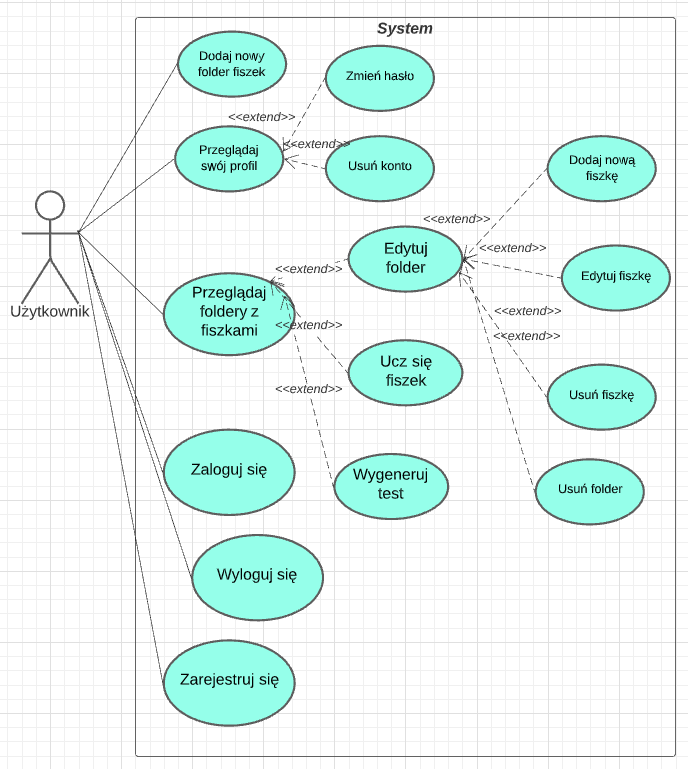 System
Dodaj nowy
folder fiszek
Zmień hasło
<<extend>>
<<extend>>
Przeglądaj
swój profil
Usuń konto
Dodaj nową
fiszkę
<<extend>>
Edytuj
folder
<<extend>>
<<extend>>
Edytuj fiszkę
Użytkownik
Przeglądaj
foldery z
fiszkami
<<extend>>
<<extend>>
<<extend>>
Ucz się
fiszek
<<extend>>
Usuń fiszkę
Zaloguj się
Wygeneruj
test
Usuń folder
Wyloguj się
Zarejestruj się